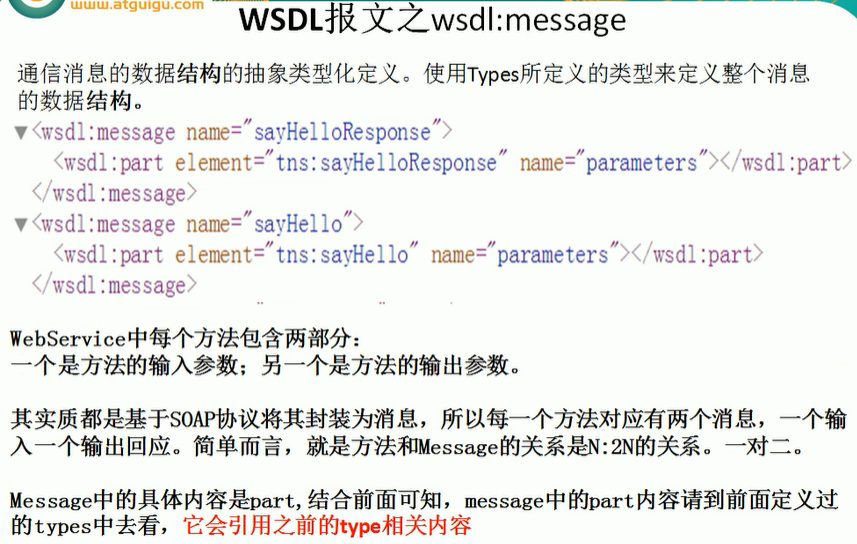 www.atguigu.com
WSDL报文之wsdl:message
通信消息的数据结构的抽象类型化定义。使用Types所定义的类型来定义整个消息
的数据结构。
▼<wsdl:message name="sayHelloResponse">
<wsdl:part element="tns:sayHelloResponse" name="parameters"></wsdl:part>
</wsdl:message>
▼<wsdl:message name="sayHello">
<wsdl:part element="tns:sayHello" name="parameters"></wsdl:part>
</wsdl:message>
WebService中每个方法包含两部分：
一个是方法的输入参数；另一个是方法的输出参数。
其实质都是基于SOAP协议将其封装为消息，所以每一个方法对应有两个消息，一个输
入一个输出回应。简单而言，就是方法和Message的关系是N:2N的关系。一对二。
Message中的具体内容是part,结合前面可知，message中的part内容请到前面定义过
的types中去看，它会引用之前的type相关内容